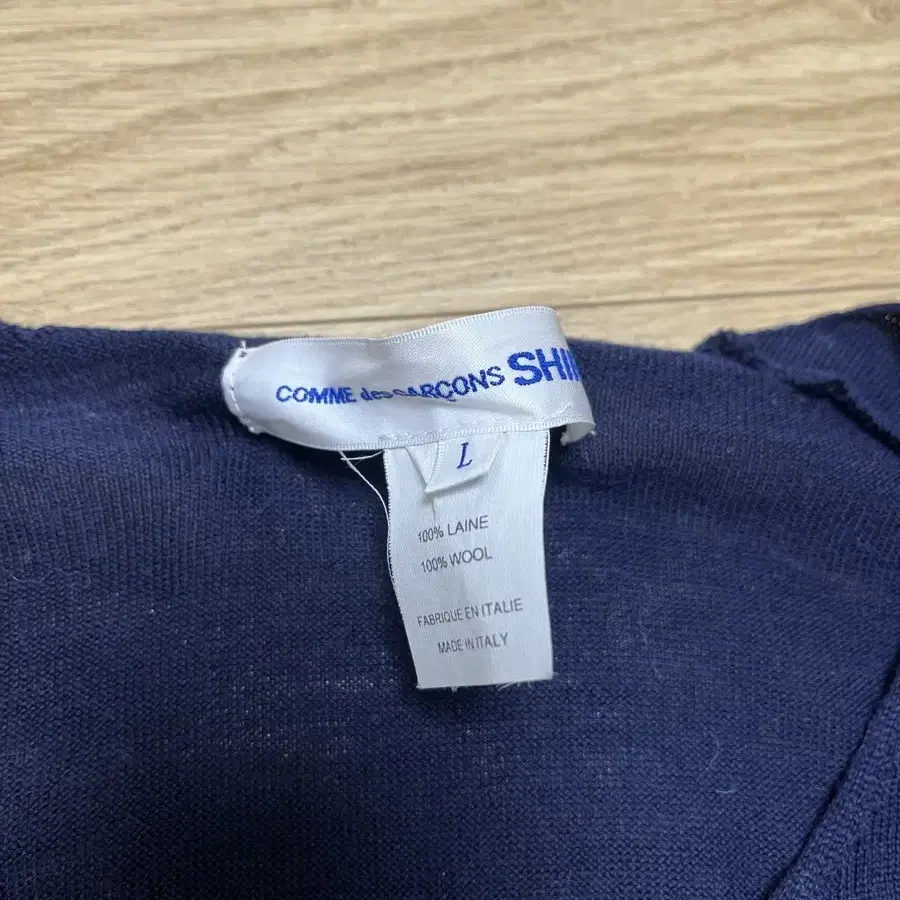 COMME des GARÇONS SHI
L
100% LAINE
100% WOOL
FABRIQUE EN ITALIE
MADE IN ITALY